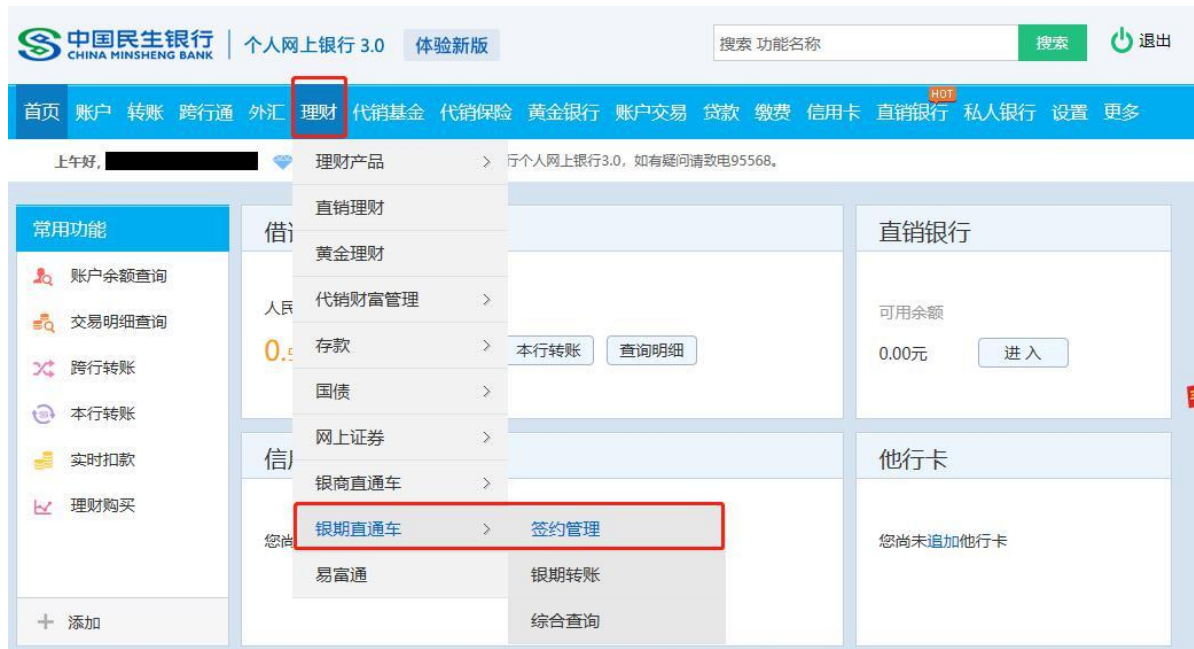 中国民生银行 CHINA MINSHENG BANK 个人网上银行 3.0 体验新版 搜索 功能名称 搜索 退出
HOT
首页 账户 转账 跨行通 外汇 理财 代销基金 代销保险 黄金银行 账户交易 贷款 缴费 信用卡 直销银行 私人银行 设置 更多
上午好, 行个人网上银行3.0, 如有疑问请致电95568。
理财产品 >
直销理财
黄金理财
代销财富管理 >
存款 >
国债 >
网上证券 >
银商直通车 >
银期直通车 > 签约管理
易富通 银期转账
综合查询
常用功能
账户余额查询
交易明细查询
跨行转账
本行转账
实时扣款
理财购买
+ 添加
借
人民
0.
本行转账 查询明细
直销银行
可用余额
0.00元 进入
信
您尚
他行卡
您尚未追加他行卡